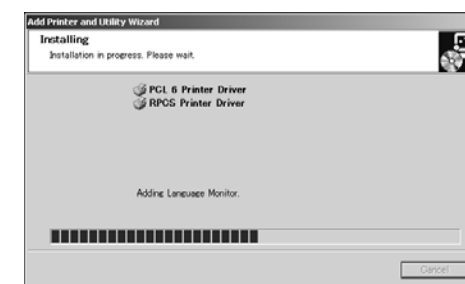 Add Printer and Utility Wizard
Installing
Installation in progress. Please wait.
PCL 6 Printer Driver
RPCS Printer Driver
Adding Language Monitor.
Cancel